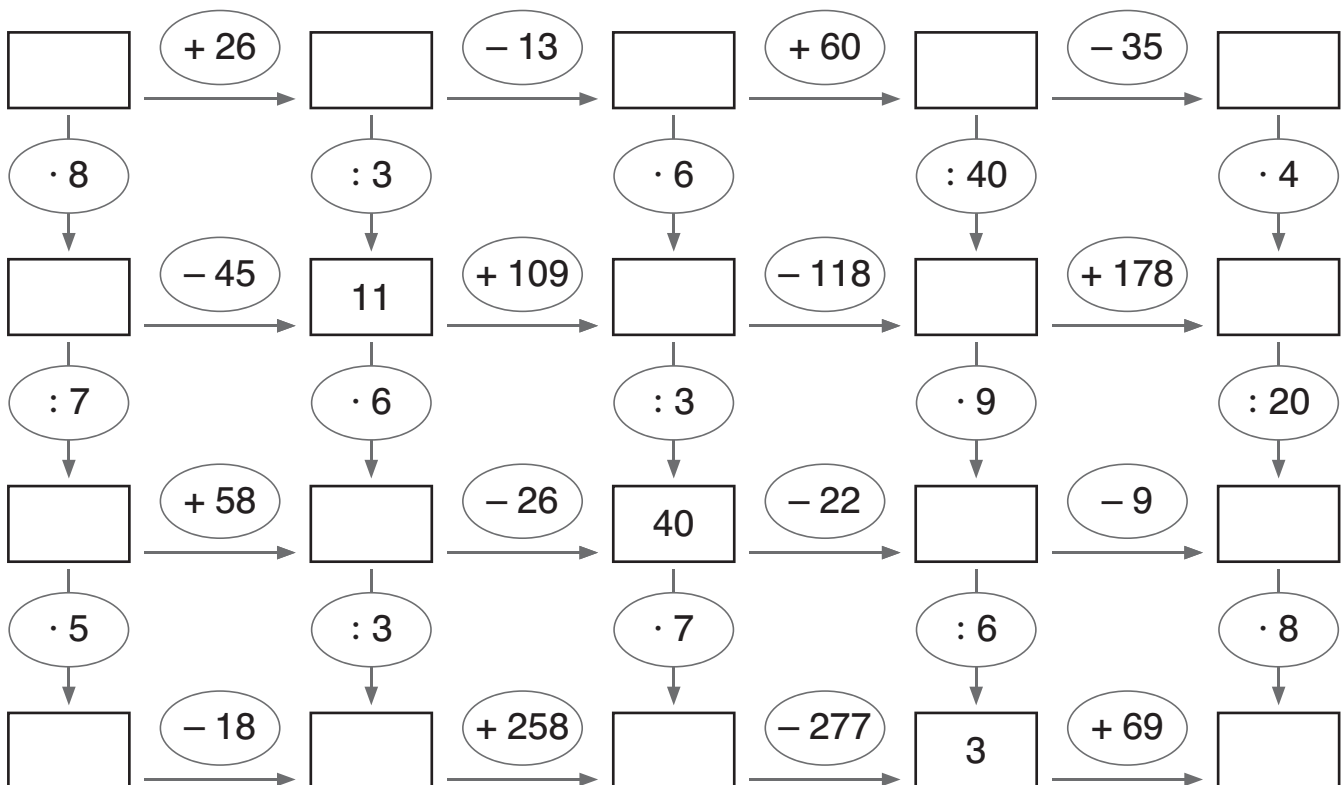 + 26 – 13 + 60 – 35
· 8 : 3 · 6 : 40 · 4
– 45 11 + 109 – 118 + 178
: 7 · 6 : 3 · 9 : 20
+ 58 – 26 40 – 22 – 9
· 5 : 3 · 7 : 6 · 8
– 18 + 258 – 277 3 + 69